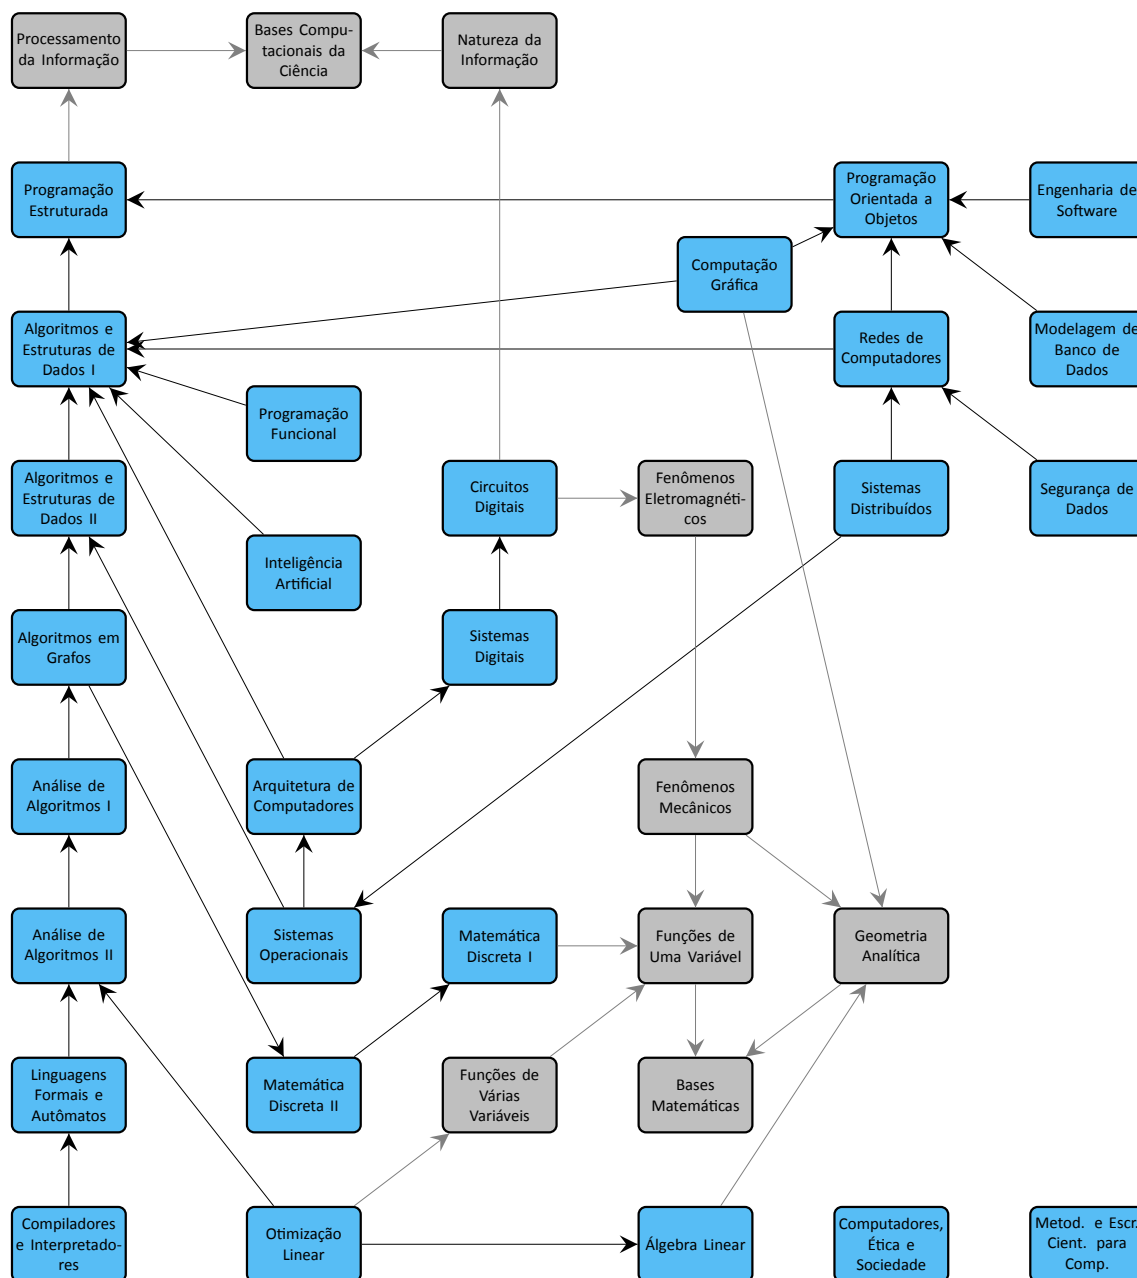 Processamento
da Informação
Bases Compu-
tacionais da
Ciência
Natureza da
Informação
Programação
Estruturada
Programação
Orientada a
Objetos
Engenharia de
Software
Computação
Gráfica
Algoritmos e
Estruturas de
Dados I
Redes de
Computadores
Modelagem de
Banco de
Dados
Programação
Funcional
Algoritmos e
Estruturas de
Dados II
Circuitos
Digitais
Fenômenos
Eletromagnéti-
cos
Sistemas
Distribuídos
Segurança de
Dados
Inteligência
Artificial
Algoritmos em
Grafos
Sistemas
Digitais
Análise de
Algoritmos I
Arquitetura de
Computadores
Fenômenos
Mecânicos
Análise de
Algoritmos II
Sistemas
Operacionais
Matemática
Discreta I
Funções de
Uma Variável
Geometria
Analítica
Linguagens
Formais e
Autômatos
Matemática
Discreta II
Funções de
Várias
Variáveis
Bases
Matemáticas
Compiladores
e Interpretado-
res
Otimização
Linear
Álgebra Linear
Computadores,
Ética e
Sociedade
Metod. e Escr.
Cient. para
Comp.